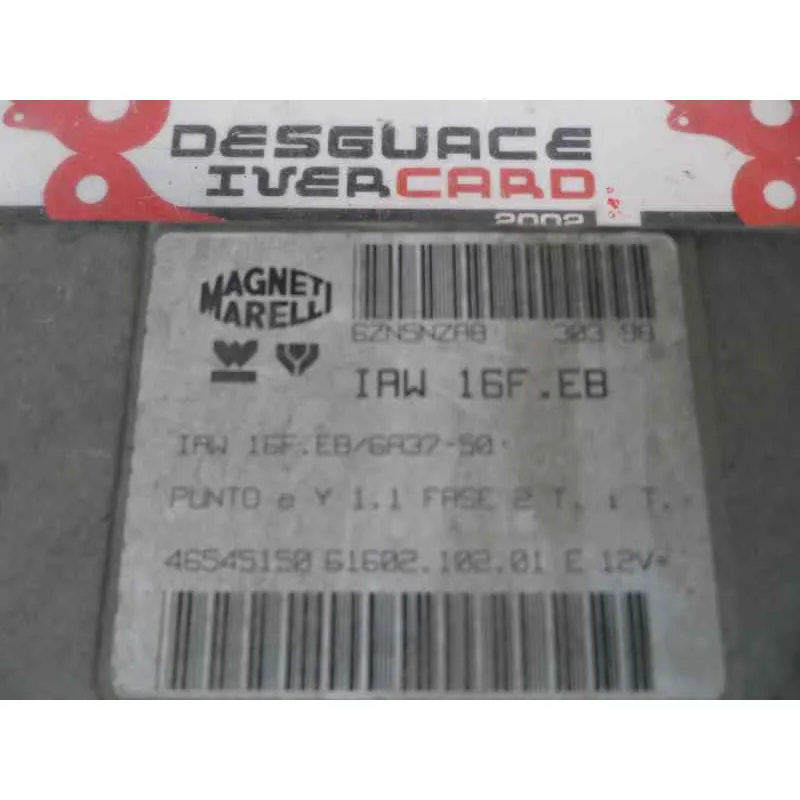 DESGUACE
IVERCARD
2002
MAGNETI
MARELLI
6ZN5NZA8 303 98
IAW 16F.EB
IAW 16F.EB/6A37-50
PUNTO e Y 1.1 FASE 2 T. : T.
46545150 61602.102.01 E 12V=